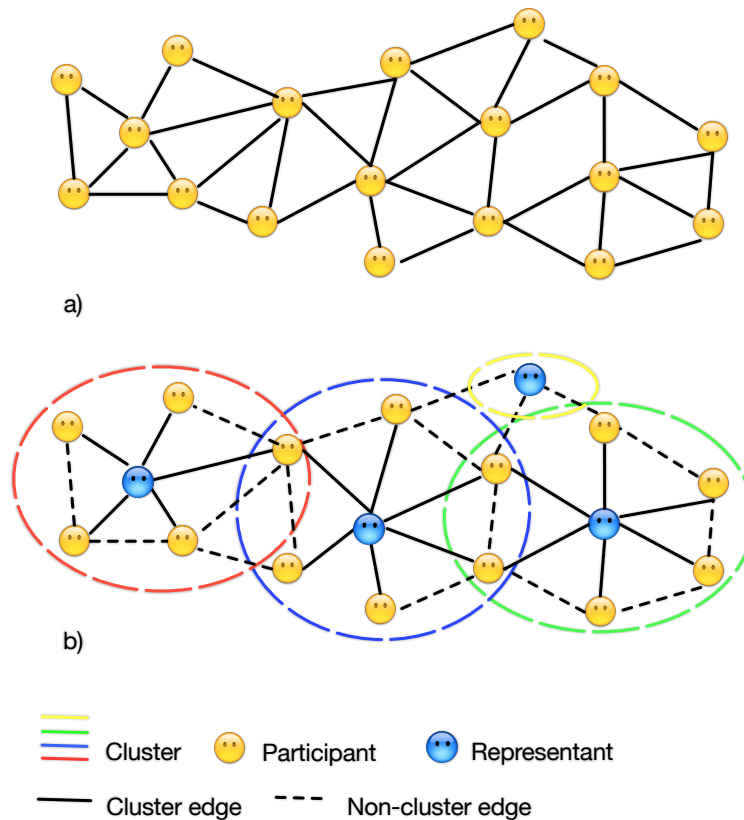 a)
b)
Cluster Participant Representant
Cluster edge Non-cluster edge